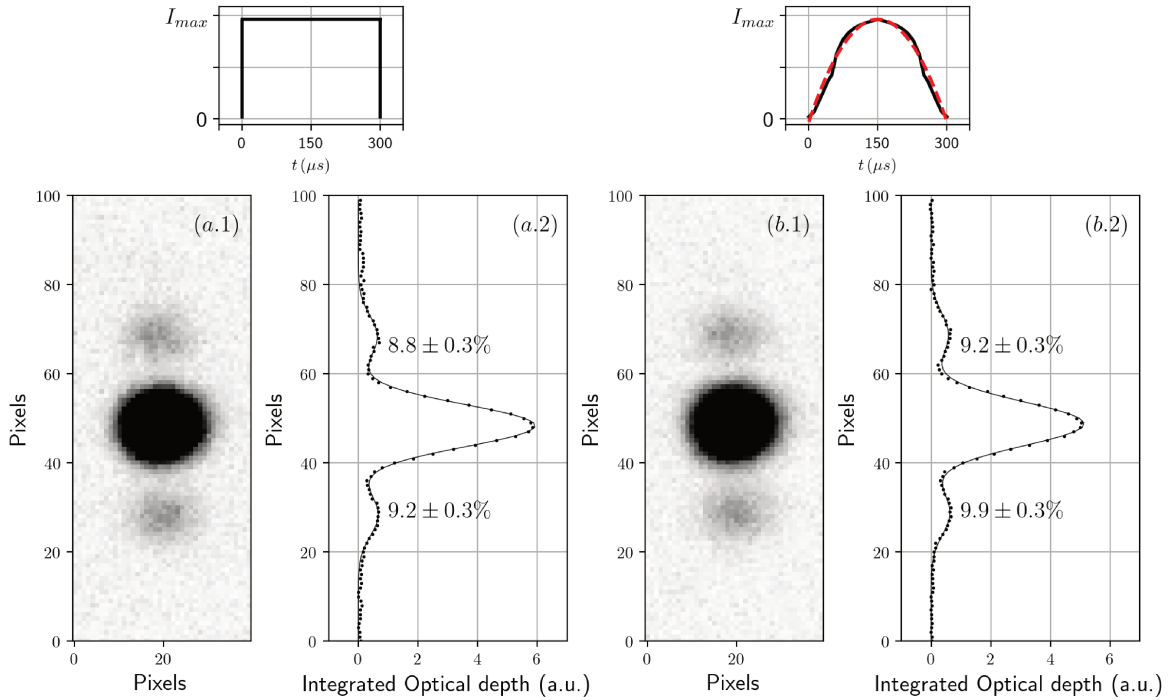 I_max
0
0 150 300
t (μs)
I_max
0
0 150 300
t (μs)
(a.1)
100
80
60
40
20
0
Pixels
0 20
Pixels
(a.2)
100
80
60
40
20
0
Pixels
8.8 ± 0.3%
9.2 ± 0.3%
0 2 4 6
Integrated Optical depth (a.u.)
(b.1)
100
80
60
40
20
0
Pixels
0 20
Pixels
(b.2)
100
80
60
40
20
0
Pixels
9.2 ± 0.3%
9.9 ± 0.3%
0 2 4 6
Integrated Optical depth (a.u.)